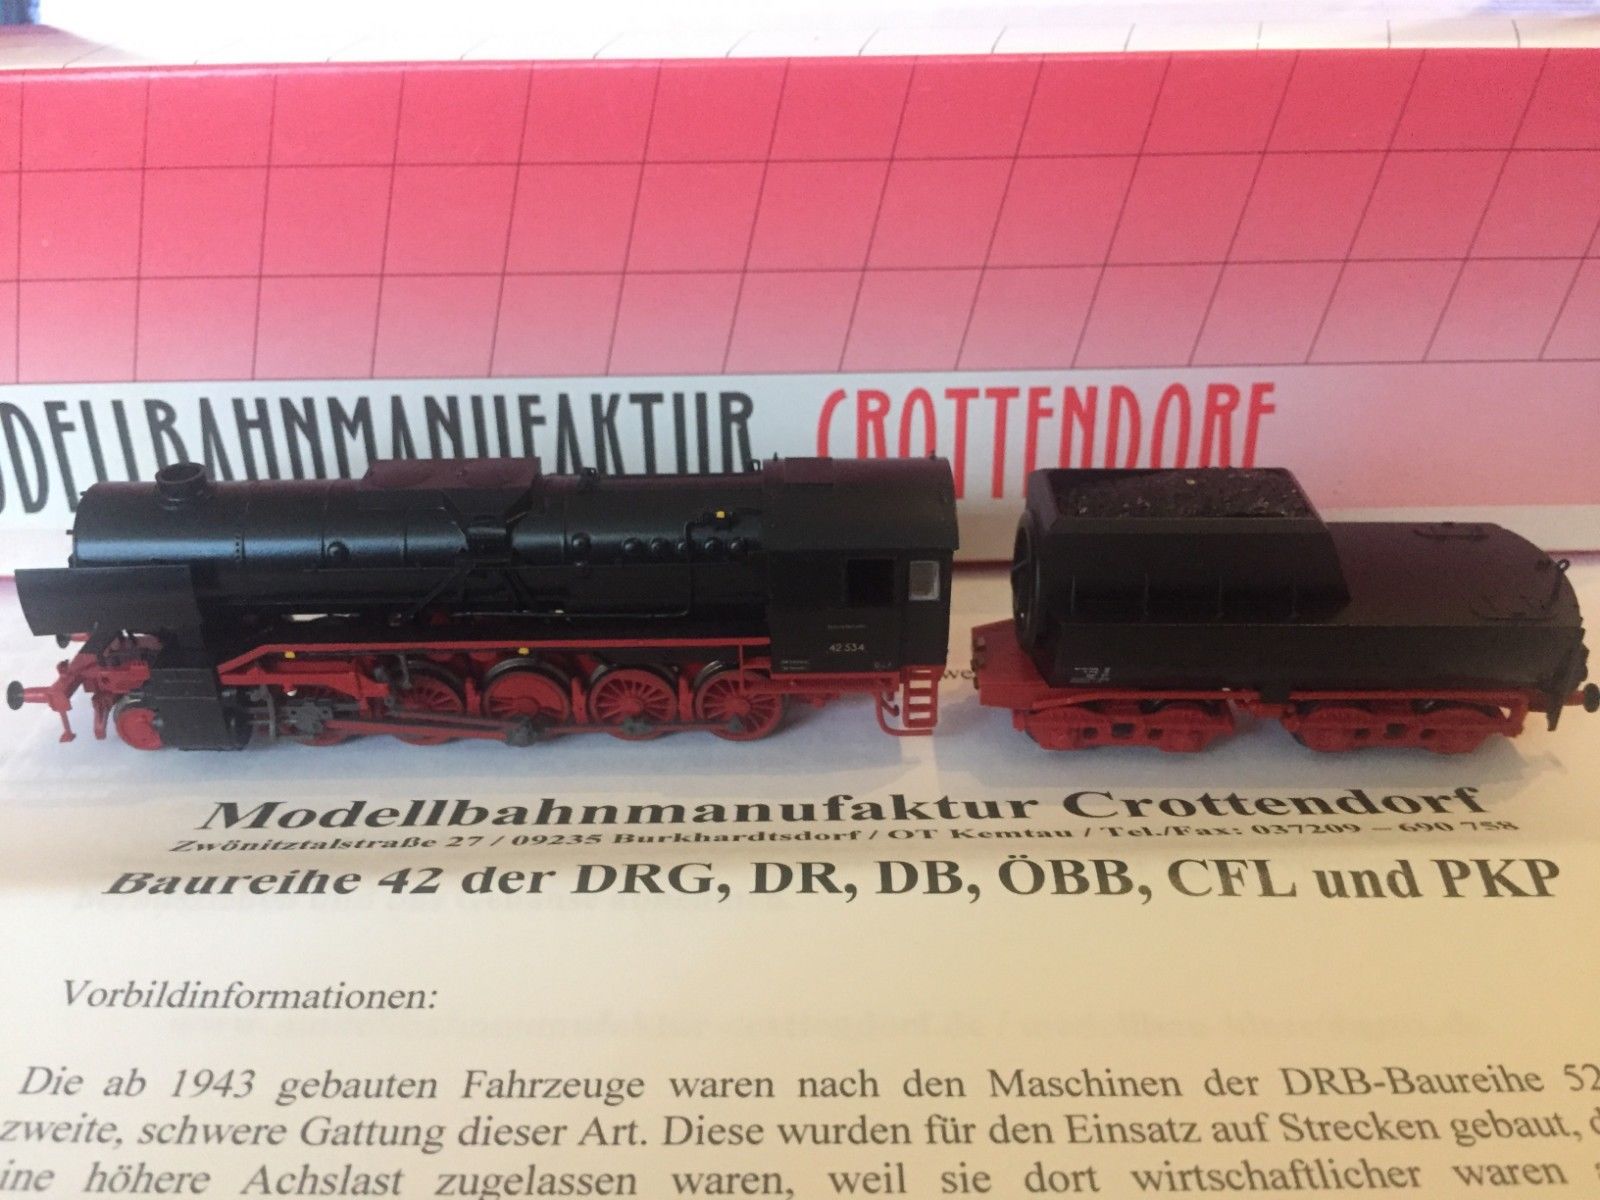 ODELLBAHNMANUFAKTUR CROTTENDORF
42 534
Modellbahnmanufaktur Crottendorf
Zwönitztalstraße 27 / 09235 Burkhardtsdorf / OT Kemtau / Tel./Fax: 037209 – 690 758
Baureihe 42 der DRG, DR, DB, ÖBB, CFL und PKP
Vorbildinformationen:
Die ab 1943 gebauten Fahrzeuge waren nach den Maschinen der DRB-Baureihe 52
zweite, schwere Gattung dieser Art. Diese wurden für den Einsatz auf Strecken gebaut, d
ine höhere Achslast zugelassen waren, weil sie dort wirtschaftlicher waren